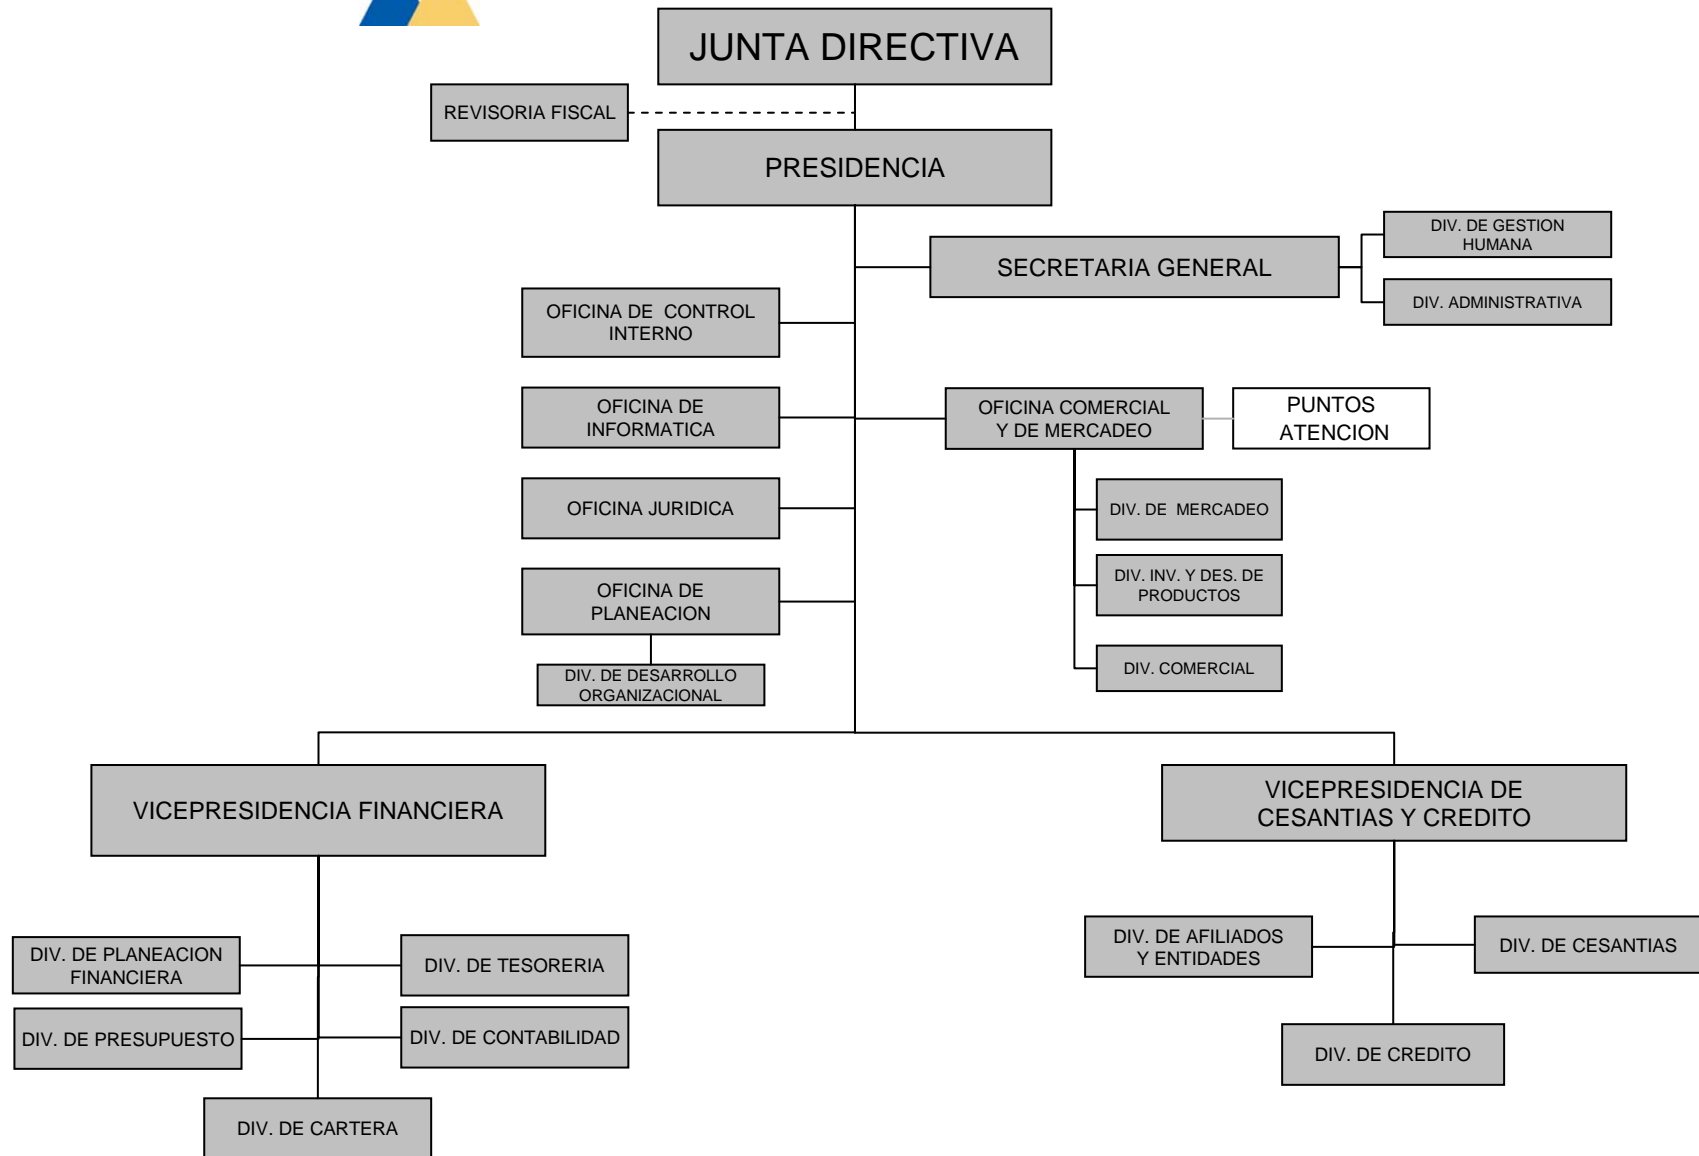 JUNTA DIRECTIVA
REVISORIA FISCAL
PRESIDENCIA
DIV. DE GESTION
HUMANA
SECRETARIA GENERAL
DIV. ADMINISTRATIVA
OFICINA DE CONTROL
INTERNO
OFICINA DE
INFORMATICA
OFICINA COMERCIAL
Y DE MERCADEO
PUNTOS
ATENCION
OFICINA JURIDICA
DIV. DE MERCADEO
OFICINA DE
PLANEACION
DIV. INV. Y DES. DE
PRODUCTOS
DIV. DE DESARROLLO
ORGANIZACIONAL
DIV. COMERCIAL
VICEPRESIDENCIA FINANCIERA
VICEPRESIDENCIA DE
CESANTIAS Y CREDITO
DIV. DE PLANEACION
FINANCIERA
DIV. DE TESORERIA
DIV. DE AFILIADOS
Y ENTIDADES
DIV. DE CESANTIAS
DIV. DE PRESUPUESTO
DIV. DE CONTABILIDAD
DIV. DE CREDITO
DIV. DE CARTERA